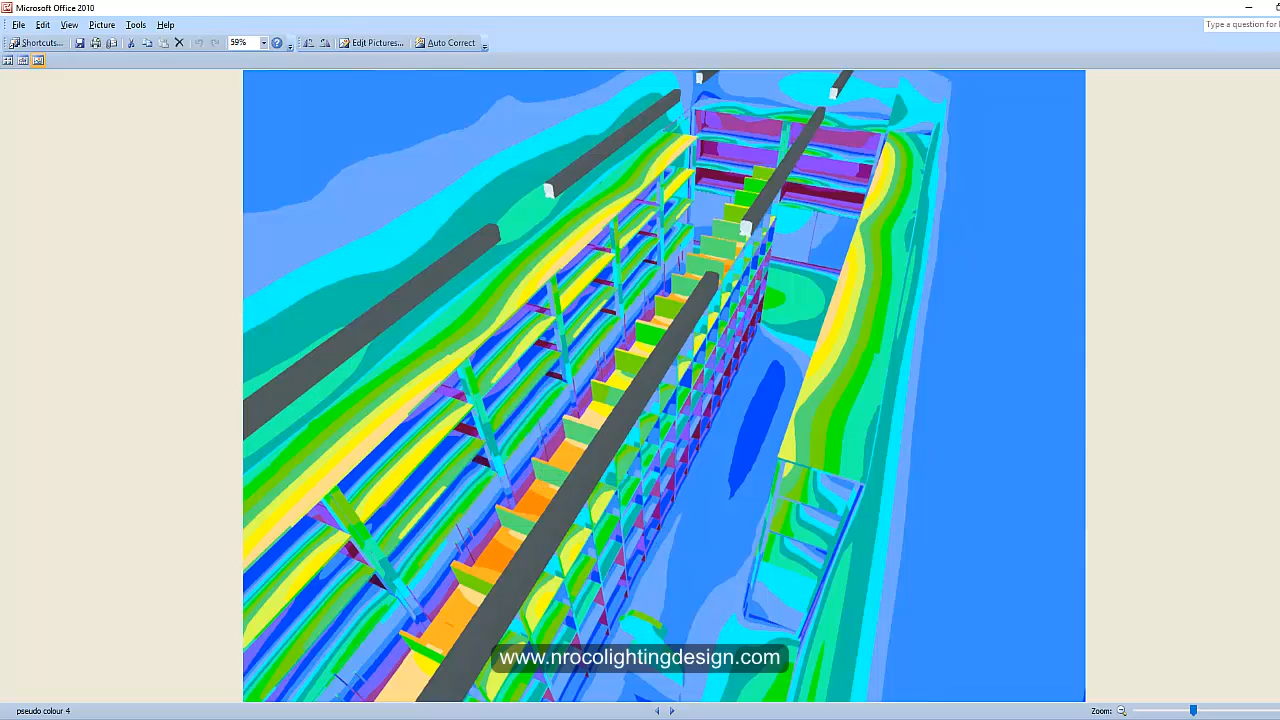 Microsoft Office 2010
File Edit View Picture Tools Help
Type a question for
Shortcuts... 59% Edit Pictures... Auto Correct
www.nrocolightingdesign.com
pseudo colour 4
Zoom: